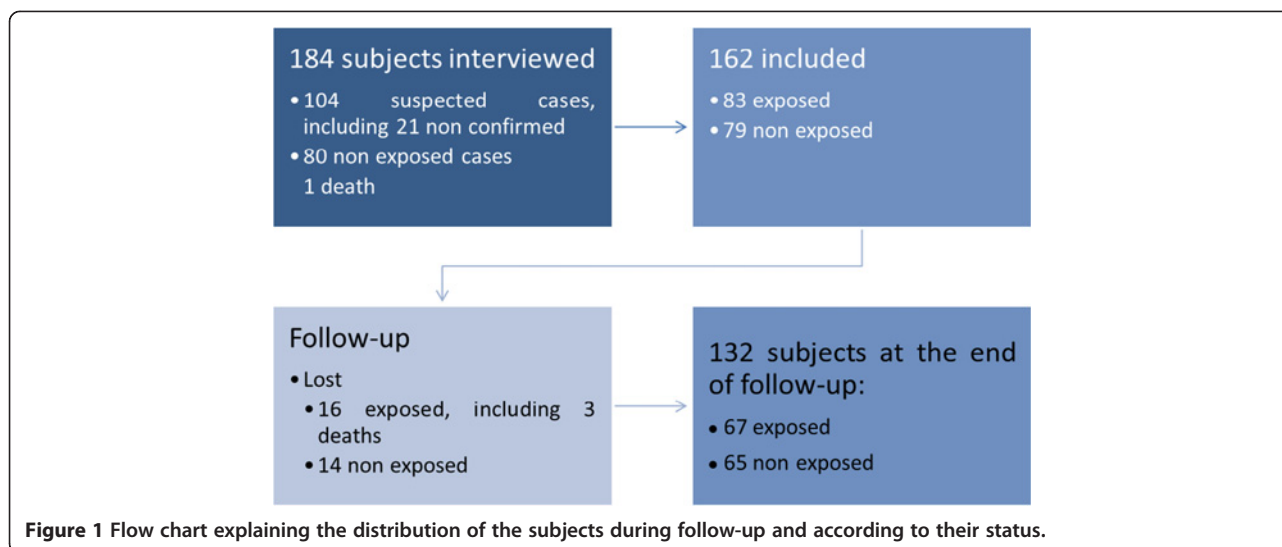 184 subjects interviewed
• 104 suspected cases,
including 21 non confirmed
• 80 non exposed cases
1 death
162 included
• 83 exposed
• 79 non exposed
Follow-up
• Lost
• 16 exposed, including 3
deaths
• 14 non exposed
132 subjects at the end
of follow-up:
• 67 exposed
• 65 non exposed
Figure 1 Flow chart explaining the distribution of the subjects during follow-up and according to their status.